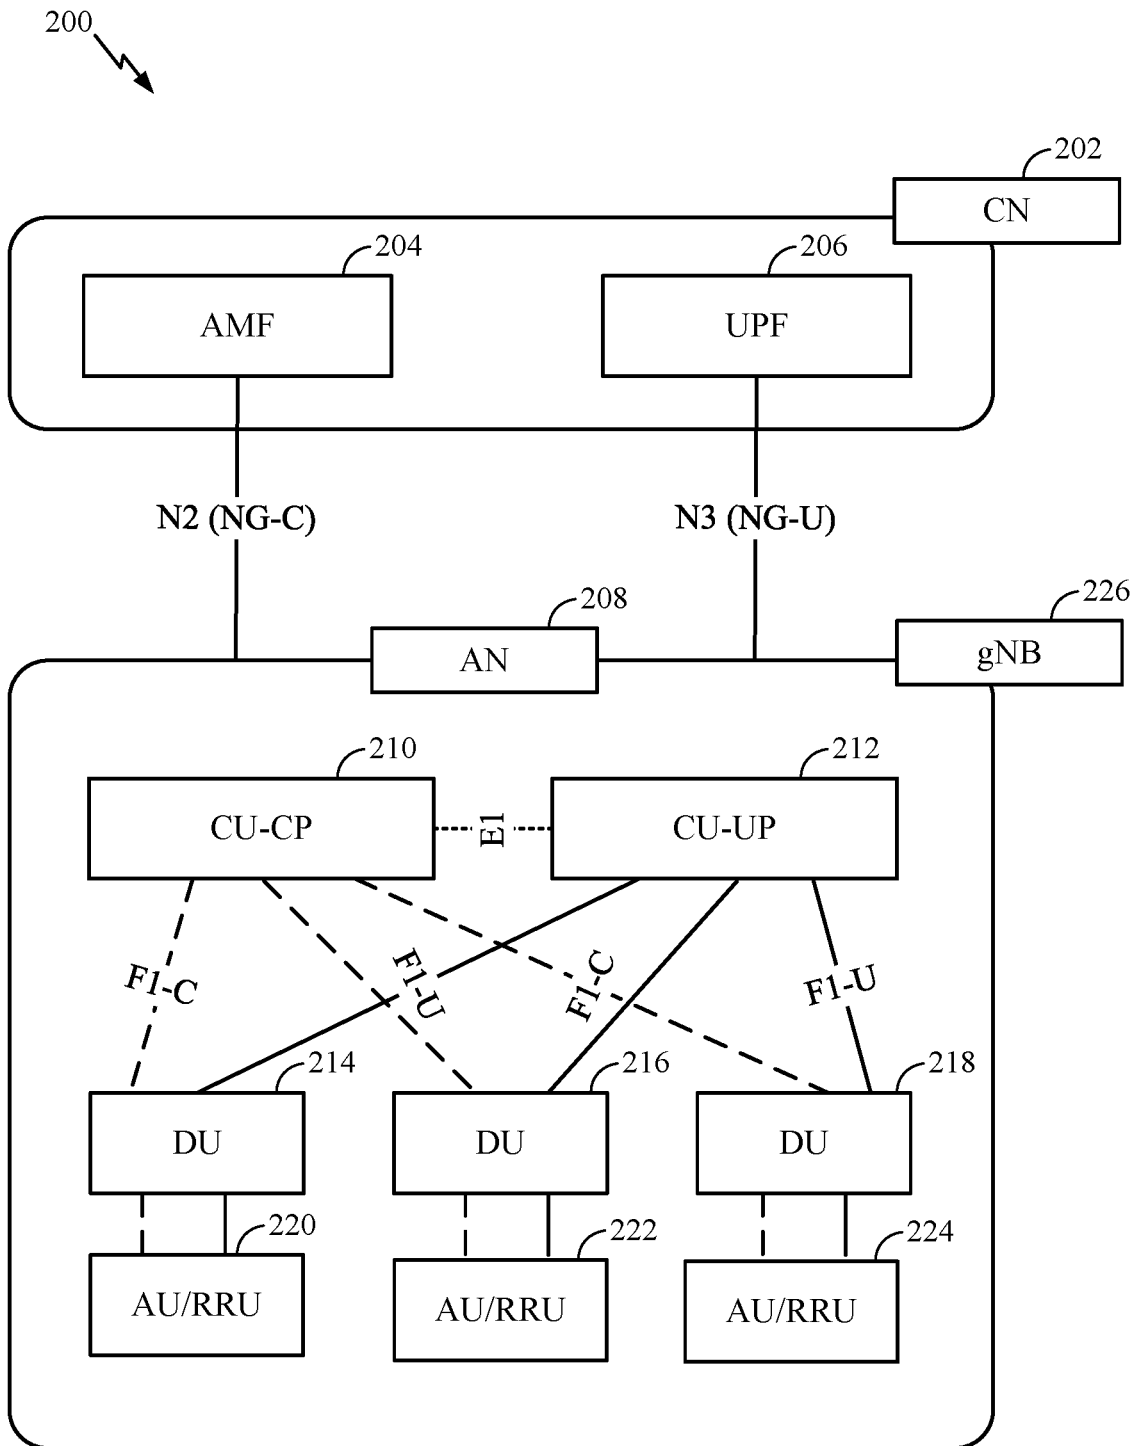 200
202
CN
204
206
AMF
UPF
N2 (NG-C)
N3 (NG-U)
208
226
AN
gNB
210
212
CU-CP
E1
CU-UP
F1-C
F1-U
F1-C
F1-U
214
216
218
DU
DU
DU
220
222
224
AU/RRU
AU/RRU
AU/RRU